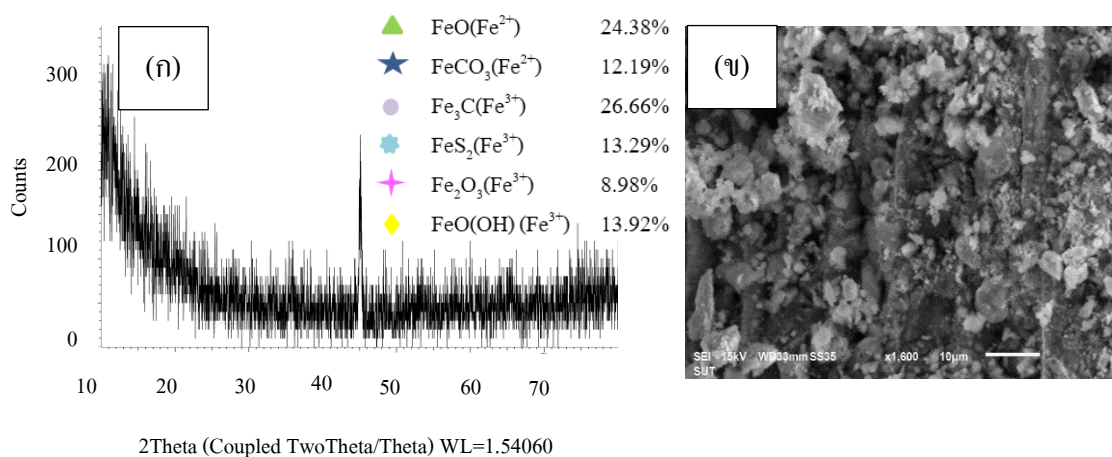 (ก)
FeO(Fe²⁺) 24.38%
FeCO₃(Fe²⁺) 12.19%
Fe₃C(Fe³⁺) 26.66%
FeS₂(Fe³⁺) 13.29%
Fe₂O₃(Fe³⁺) 8.98%
FeO(OH) (Fe³⁺) 13.92%
Counts
300
200
100
0
10 20 30 40 50 60 70
2Theta (Coupled TwoTheta/Theta) WL=1.54060
(ข)
SEI 15kV WD33mm SS35 x1,600 10µm
SUT